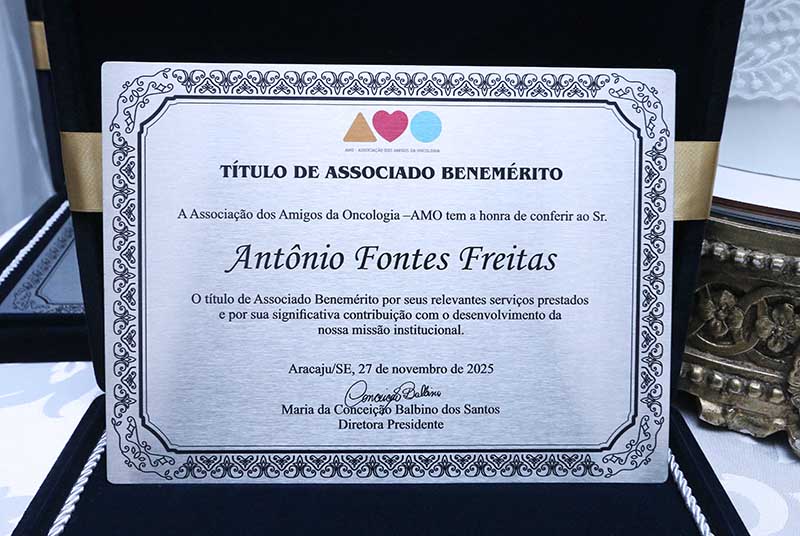 AMO - ASSOCIAÇÃO DOS AMIGOS DA ONCOLOGIA
TÍTULO DE ASSOCIADO BENEMÉRITO
A Associação dos Amigos da Oncologia –AMO tem a honra de conferir ao Sr.
Antônio Fontes Freitas
O título de Associado Benemérito por seus relevantes serviços prestados
e por sua significativa contribuição com o desenvolvimento da
nossa missão institucional.
Aracaju/SE, 27 de novembro de 2025
Conceição Balbino
Maria da Conceição Balbino dos Santos
Diretora Presidente